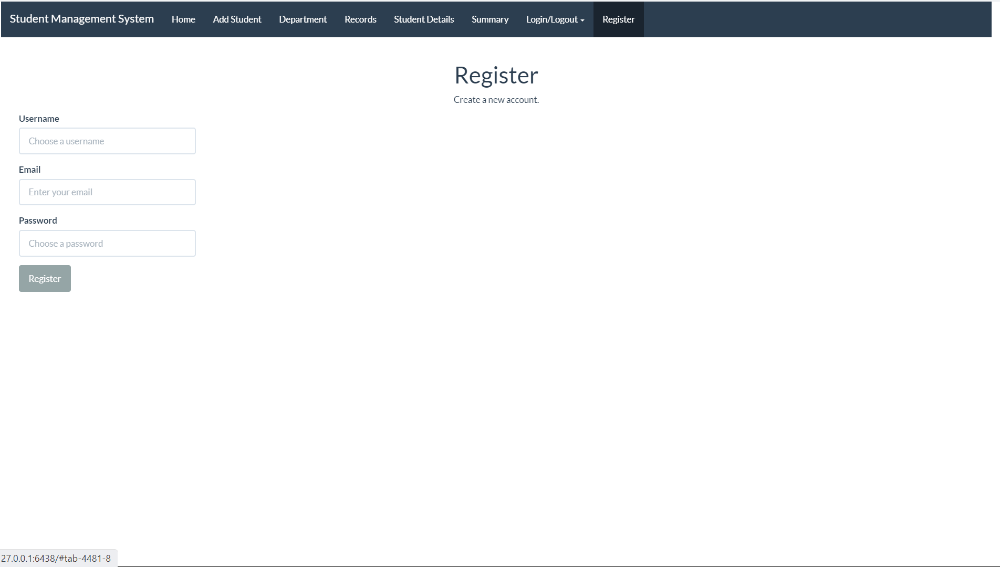 Student Management System Home Add Student Department Records Student Details Summary Login/Logout Register
Register
Create a new account.
Username
Choose a username
Email
Enter your email
Password
Choose a password
Register
27.0.0.1:6438/#tab-4481-8